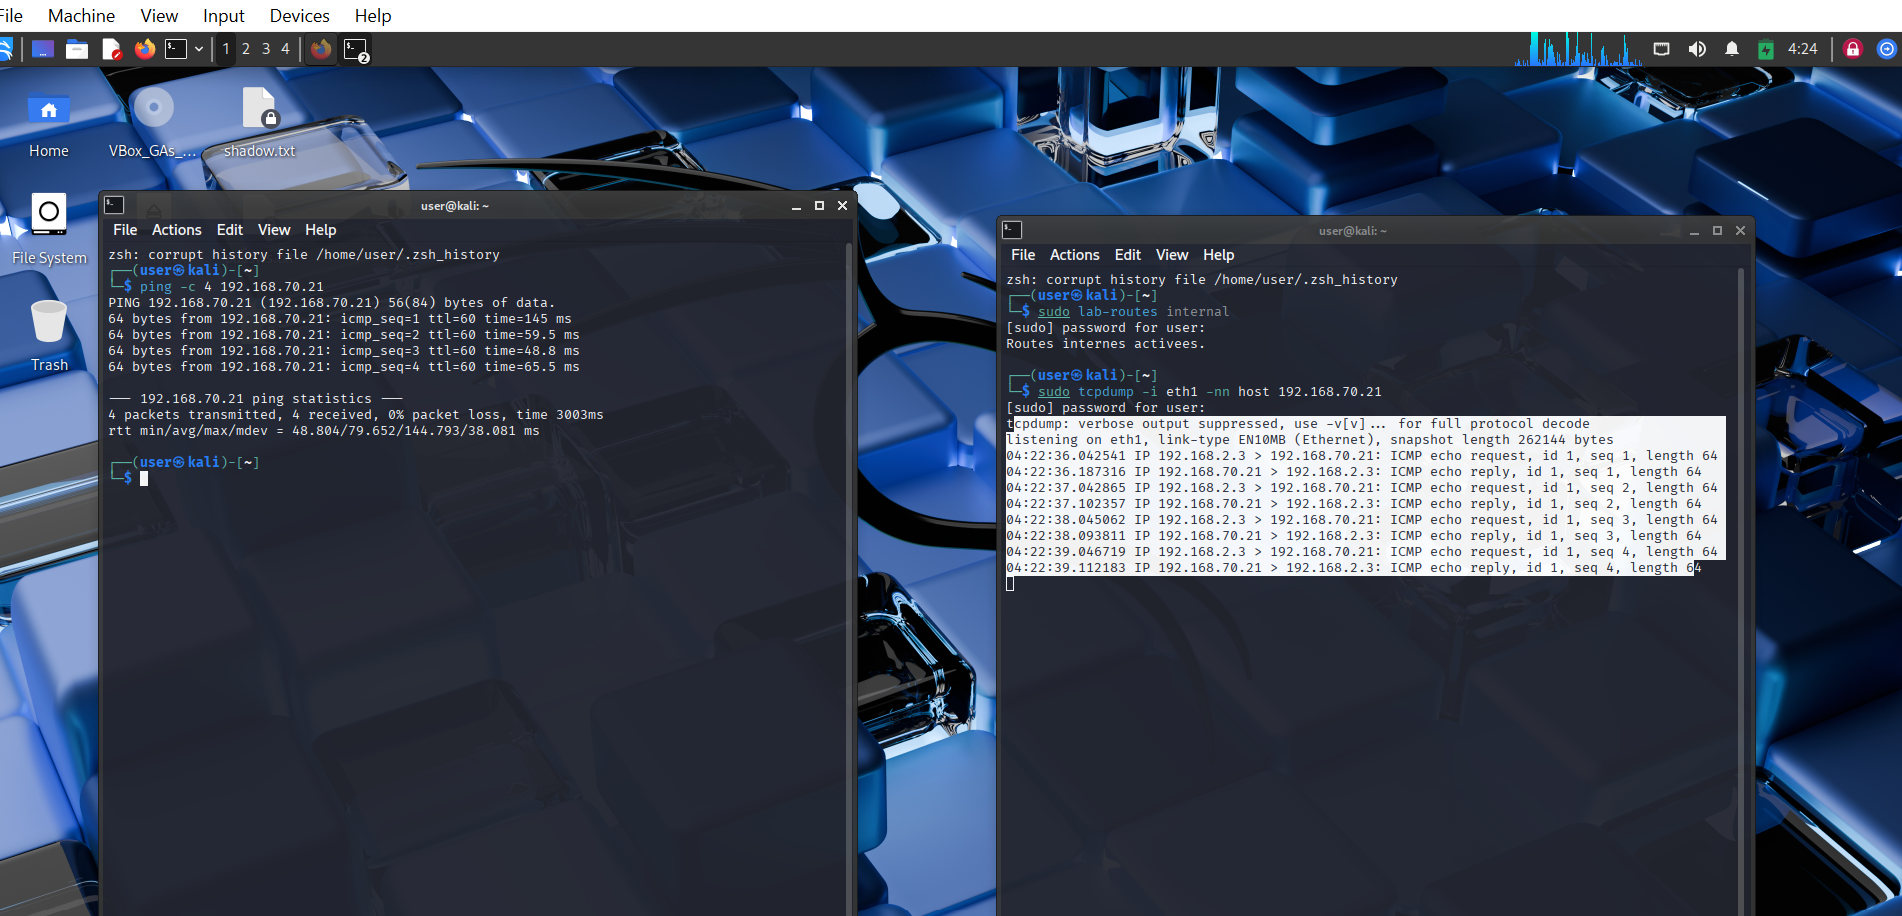 File Machine View Input Devices Help
1 2 3 4
2
4:24
Home
VBox_GAs_...
shadow.txt
File System
Trash
user@kali: ~
File Actions Edit View Help
zsh: corrupt history file /home/user/.zsh_history
┌──(user㉿kali)-[~]
└─$ ping -c 4 192.168.70.21
PING 192.168.70.21 (192.168.70.21) 56(84) bytes of data.
64 bytes from 192.168.70.21: icmp_seq=1 ttl=60 time=145 ms
64 bytes from 192.168.70.21: icmp_seq=2 ttl=60 time=59.5 ms
64 bytes from 192.168.70.21: icmp_seq=3 ttl=60 time=48.8 ms
64 bytes from 192.168.70.21: icmp_seq=4 ttl=60 time=65.5 ms
--- 192.168.70.21 ping statistics ---
4 packets transmitted, 4 received, 0% packet loss, time 3003ms
rtt min/avg/max/mdev = 48.804/79.652/144.793/38.081 ms
┌──(user㉿kali)-[~]
└─$
user@kali: ~
File Actions Edit View Help
zsh: corrupt history file /home/user/.zsh_history
┌──(user㉿kali)-[~]
└─$ sudo lab-routes internal
[sudo] password for user:
Routes internes activees.
┌──(user㉿kali)-[~]
└─$ sudo tcpdump -i eth1 -nn host 192.168.70.21
[sudo] password for user:
tcpdump: verbose output suppressed, use -v[v]... for full protocol decode
listening on eth1, link-type EN10MB (Ethernet), snapshot length 262144 bytes
04:22:36.042541 IP 192.168.2.3 > 192.168.70.21: ICMP echo request, id 1, seq 1, length 64
04:22:36.187316 IP 192.168.70.21 > 192.168.2.3: ICMP echo reply, id 1, seq 1, length 64
04:22:37.042865 IP 192.168.2.3 > 192.168.70.21: ICMP echo request, id 1, seq 2, length 64
04:22:37.102357 IP 192.168.70.21 > 192.168.2.3: ICMP echo reply, id 1, seq 2, length 64
04:22:38.045062 IP 192.168.2.3 > 192.168.70.21: ICMP echo request, id 1, seq 3, length 64
04:22:38.093811 IP 192.168.70.21 > 192.168.2.3: ICMP echo reply, id 1, seq 3, length 64
04:22:39.046719 IP 192.168.2.3 > 192.168.70.21: ICMP echo request, id 1, seq 4, length 64
04:22:39.112183 IP 192.168.70.21 > 192.168.2.3: ICMP echo reply, id 1, seq 4, length 64